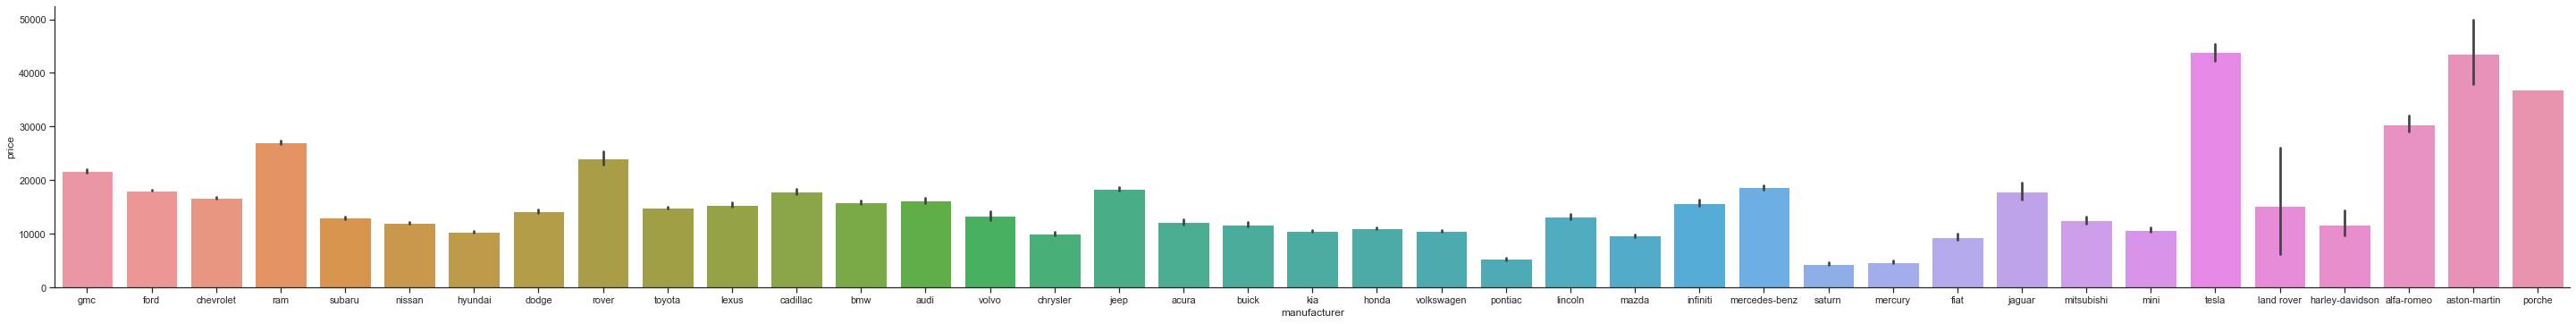 50000
40000
30000
20000
10000
0
price
gmc ford chevrolet ram subaru nissan hyundai dodge rover toyota lexus cadillac bmw audi volvo chrysler jeep acura buick kia honda volkswagen pontiac lincoln mazda infiniti mercedes-benz saturn mercury fiat jaguar mitsubishi mini tesla land rover harley-davidson alfa-romeo aston-martin porche
manufacturer